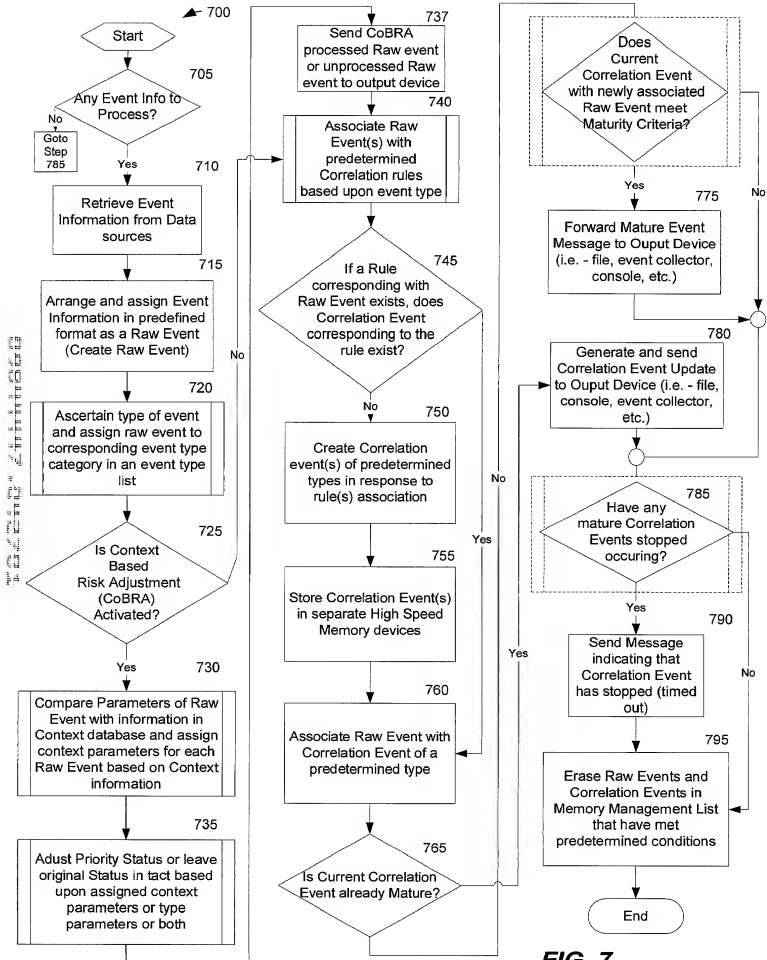 700
Start
705
Any Event Info to
Process?
No
Goto
Step
785
Yes
710
Retrieve Event
Information from Data
sources
715
Arrange and assign Event
Information in predefined
format as a Raw Event
(Create Raw Event)
720
Ascertain type of event
and assign raw event to
corresponding event type
category in an event type
list
725
Is Context
Based
Risk Adjustment
(CoBRA)
Activated?
No
Yes
730
Compare Parameters of Raw
Event with information in
Context database and assign
context parameters for each
Raw Event based on Context
information
735
Adust Priority Status or leave
original Status in tact based
upon assigned context
parameters or type
parameters or both
737
Send CoBRA
processed Raw event
or unprocessed Raw
event to output device
740
Associate Raw
Event(s) with
predetermined
Correlation rules
based upon event type
745
If a Rule
corresponding with
Raw Event exists, does
Correlation Event
corresponding to the
rule exist?
No
Yes
750
Create Correlation
event(s) of predetermined
types in response to
rule(s) association
755
Store Correlation Event(s)
in separate High Speed
Memory devices
760
Associate Raw Event with
Correlation Event of a
predetermined type
765
Is Current Correlation
Event already Mature?
No
Yes
Does
Current
Correlation Event
with newly associated
Raw Event meet
Maturity Criteria?
Yes
No
775
Forward Mature Event
Message to Ouput Device
(i.e. - file, event collector,
console, etc.)
780
Generate and send
Correlation Event Update
to Ouput Device (i.e. - file,
console, event collector,
etc.)
785
Have any
mature Correlation
Events stopped
occuring?
Yes
No
790
Send Message
indicating that
Correlation Event
has stopped (timed
out)
795
Erase Raw Events and
Correlation Events in
Memory Management List
that have met
predetermined conditions
End
FIG. 7